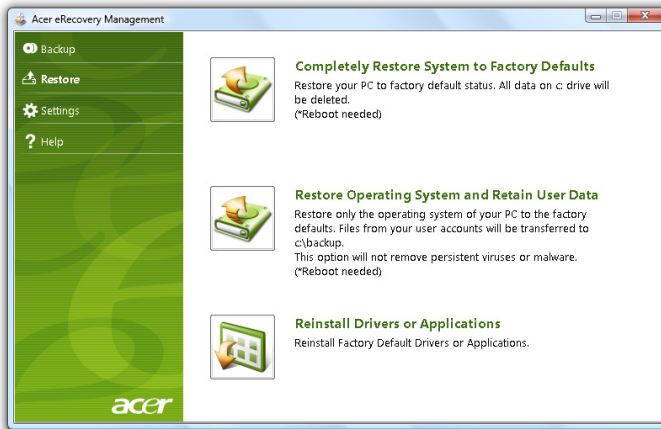 Acer eRecovery Management
Backup
Restore
Settings
Help
Completely Restore System to Factory Defaults
Restore your PC to factory default status. All data on c: drive will
be deleted.
(*Reboot needed)
Restore Operating System and Retain User Data
Restore only the operating system of your PC to the factory
defaults. Files from your user accounts will be transferred to
c:\backup.
This option will not remove persistent viruses or malware.
(*Reboot needed)
Reinstall Drivers or Applications
Reinstall Factory Default Drivers or Applications.
acer